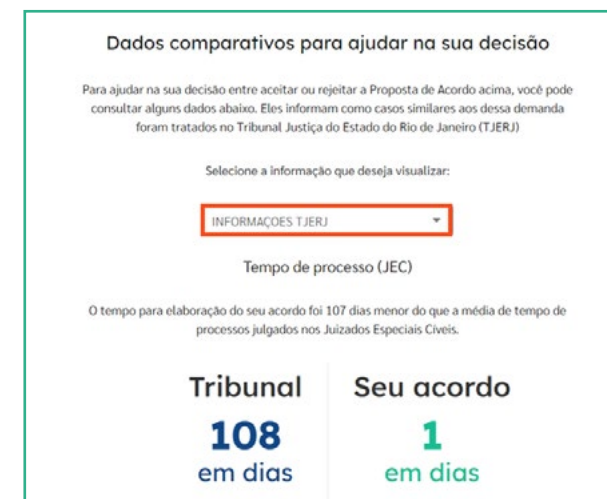 Dados comparativos para ajudar na sua decisão
Para ajudar na sua decisão entre aceitar ou rejeitar a Proposta de Acordo acima, você pode
consultar alguns dados abaixo. Eles informam como casos similares aos dessa demanda
foram tratados no Tribunal Justiça do Estado do Rio de Janeiro (TJERJ)
Selecione a informação que deseja visualizar:
INFORMAÇOES TJERJ
Tempo de processo (JEC)
O tempo para elaboração do seu acordo foi 107 dias menor do que a média de tempo de
processos julgados nos Juizados Especiais Cíveis.
Tribunal Seu acordo
108 1
em dias em dias